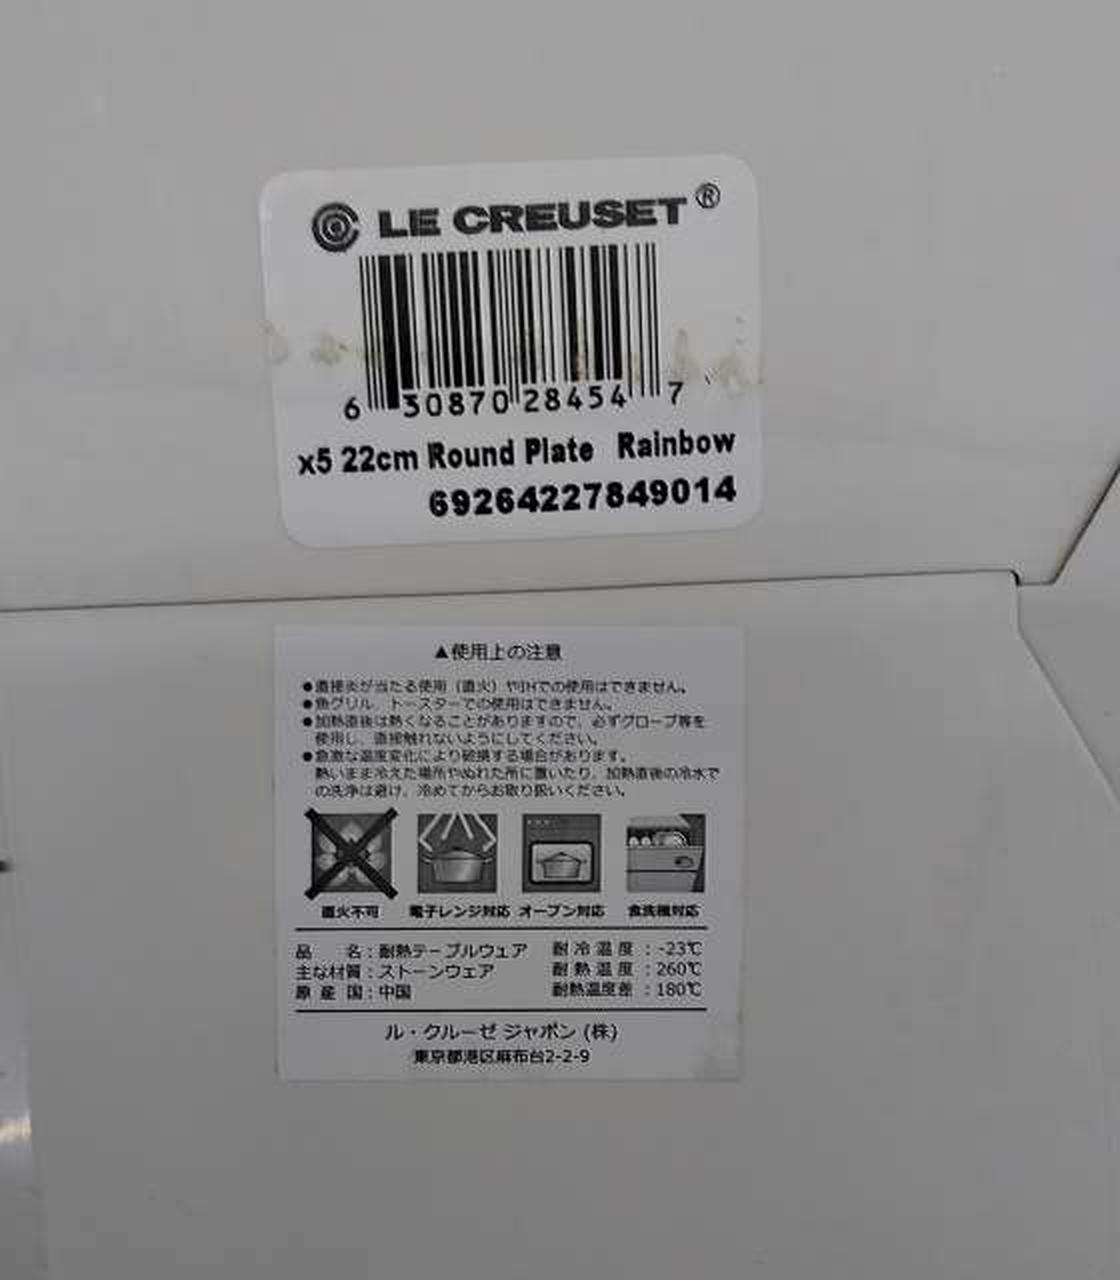 LE CREUSET®
6 30870 28454 7
x5 22cm Round Plate Rainbow
69264227849014
▲使用上の注意
●直接炎が当たる使用（直火）やIHでの使用はできません。
●魚グリル、トースターでの使用はできません。
●加熱直後は熱くなることがありますので、必ずグローブ等を
使用し、直接触れないようにしてください。
●急激な温度変化により破損する場合があります。
熱いまま冷えた場所やぬれた所に置いたり、加熱直後の冷水で
の洗浄は避け、冷めてからお取り扱いください。
直火不可 電子レンジ対応 オーブン対応 食洗機対応
品名：耐熱テーブルウェア 耐冷温度：-23℃
主な材質：ストーンウェア 耐熱温度：260℃
原産国：中国 耐熱温度差：180℃
ル・クルーゼ ジャポン (株)
東京都港区麻布台2-2-9